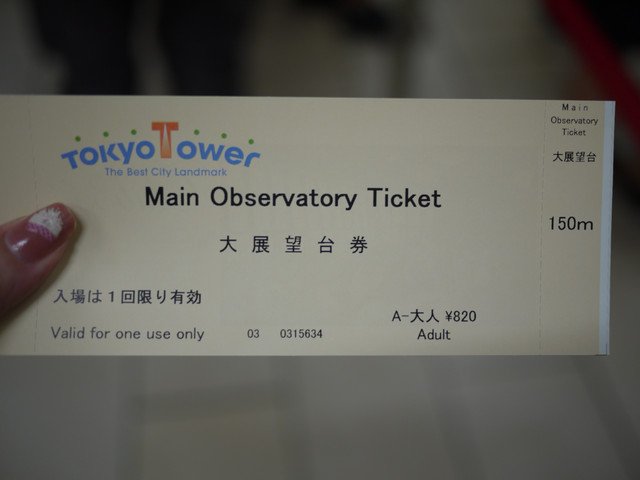 TOKYO TOWER
The Best City Landmark
Main Observatory Ticket
大展望台券
入場は1回限り有効
Valid for one use only
03 0315634
A-大人 ¥820
Adult
Main
Observatory
Ticket
大展望台
150m